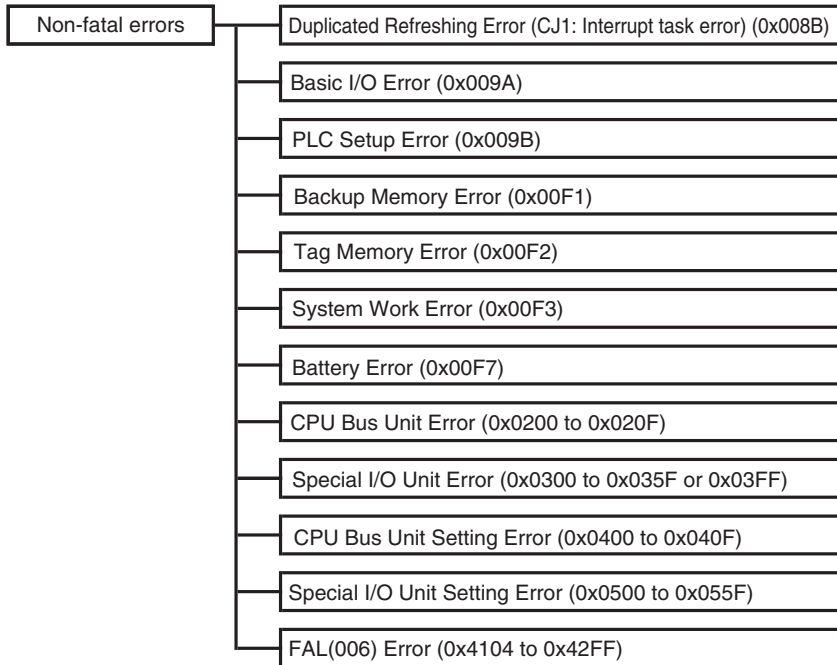 Non-fatal errors
Duplicated Refreshing Error (CJ1: Interrupt task error) (0x008B)
Basic I/O Error (0x009A)
PLC Setup Error (0x009B)
Backup Memory Error (0x00F1)
Tag Memory Error (0x00F2)
System Work Error (0x00F3)
Battery Error (0x00F7)
CPU Bus Unit Error (0x0200 to 0x020F)
Special I/O Unit Error (0x0300 to 0x035F or 0x03FF)
CPU Bus Unit Setting Error (0x0400 to 0x040F)
Special I/O Unit Setting Error (0x0500 to 0x055F)
FAL(006) Error (0x4104 to 0x42FF)